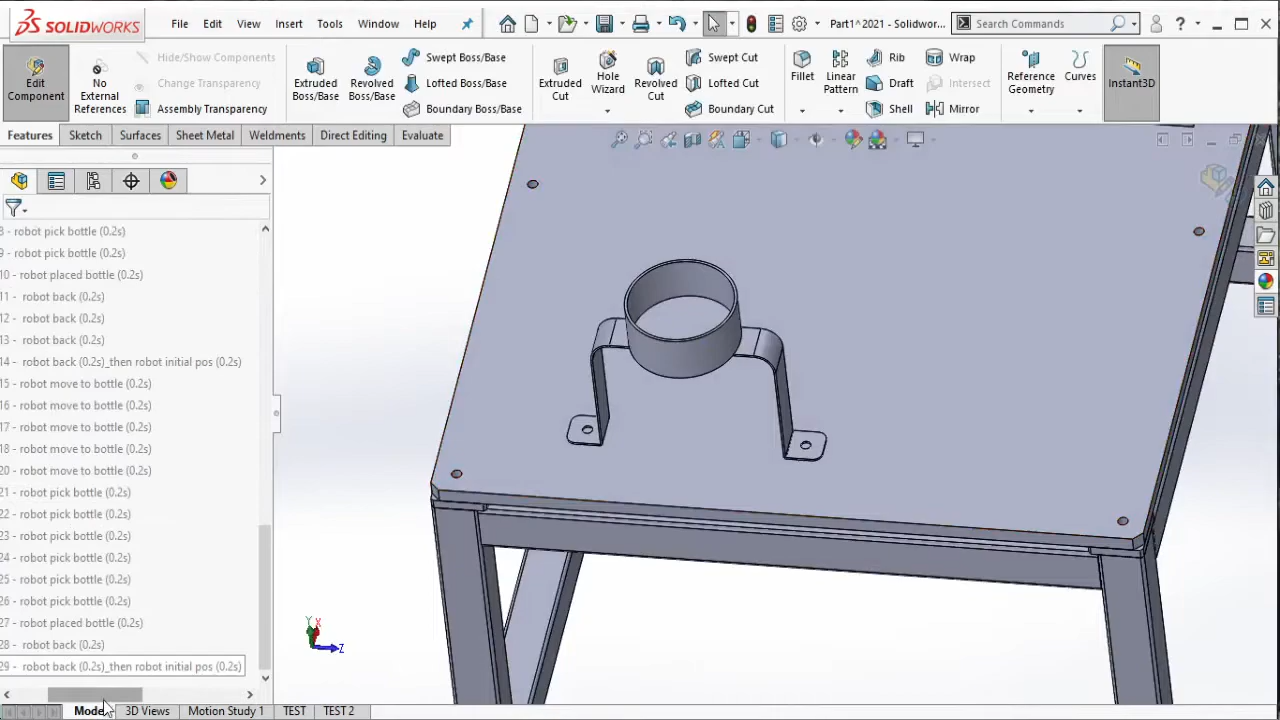 SOLIDWORKS File Edit View Insert Tools Window Help Part1^2021 - Solidwor... Search Commands ?
Edit Component
No External References
Hide/Show Components
Change Transparency
Assembly Transparency
Extruded Boss/Base
Revolved Boss/Base
Swept Boss/Base
Lofted Boss/Base
Boundary Boss/Base
Extruded Cut
Hole Wizard
Revolved Cut
Swept Cut
Lofted Cut
Boundary Cut
Fillet
Linear Pattern
Rib
Draft
Shell
Wrap
Intersect
Mirror
Reference Geometry
Curves
Instant3D
Features Sketch Surfaces Sheet Metal Weldments Direct Editing Evaluate
8 - robot pick bottle (0.2s)
9 - robot pick bottle (0.2s)
10 - robot placed bottle (0.2s)
11 - robot back (0.2s)
12 - robot back (0.2s)
13 - robot back (0.2s)
14 - robot back (0.2s)_then robot initial pos (0.2s)
15 - robot move to bottle (0.2s)
16 - robot move to bottle (0.2s)
17 - robot move to bottle (0.2s)
18 - robot move to bottle (0.2s)
20 - robot move to bottle (0.2s)
21 - robot pick bottle (0.2s)
22 - robot pick bottle (0.2s)
23 - robot pick bottle (0.2s)
24 - robot pick bottle (0.2s)
25 - robot pick bottle (0.2s)
26 - robot pick bottle (0.2s)
27 - robot placed bottle (0.2s)
28 - robot back (0.2s)
29 - robot back (0.2s)_then robot initial pos (0.2s)
Y X Z
Model 3D Views Motion Study 1 TEST TEST 2